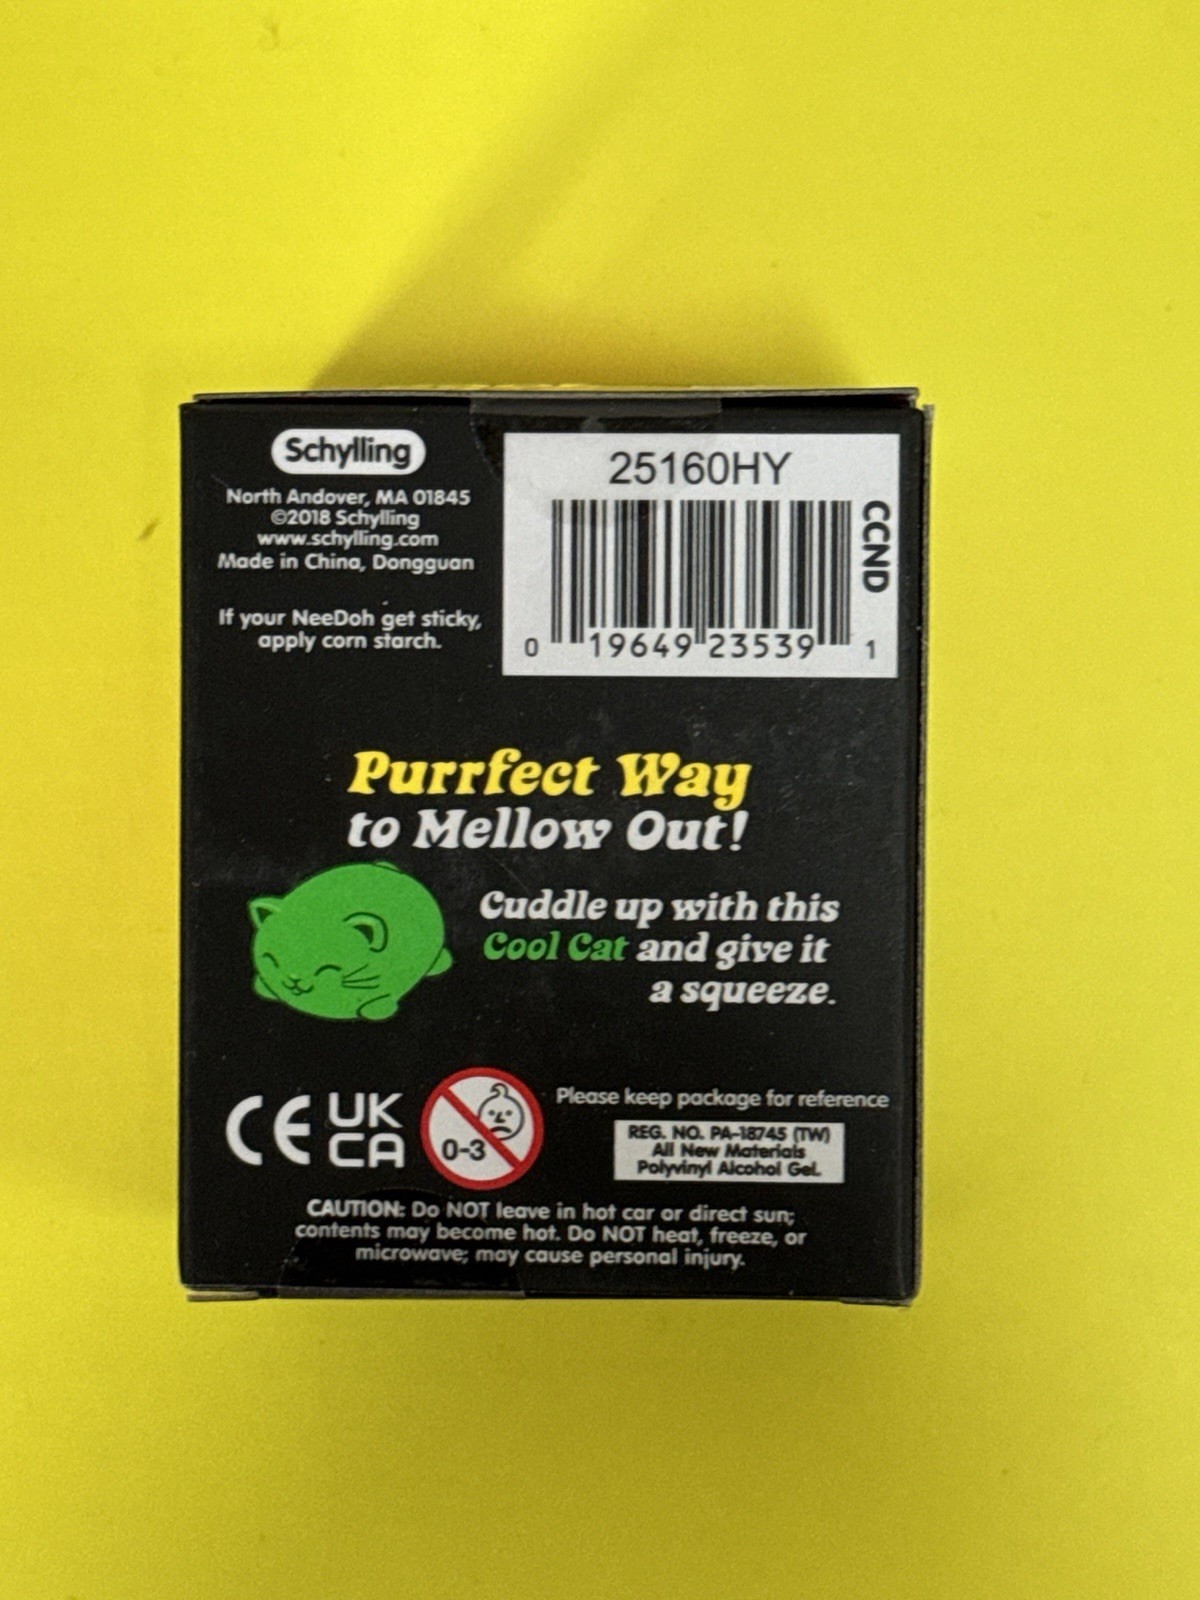 Schylling
North Andover, MA 01845
©2018 Schylling
www.schylling.com
Made in China, Dongguan
If your NeeDoh get sticky,
apply corn starch.
25160HY
CCND
0 19649 23539 1
Purrfect Way
to Mellow Out!
Cuddle up with this
Cool Cat and give it
a squeeze.
CE
UK
CA
0-3
Please keep package for reference
REG. NO. PA-18745 (TW)
All New Materials
Polyvinyl Alcohol Gel.
CAUTION: Do NOT leave in hot car or direct sun;
contents may become hot. Do NOT heat, freeze, or
microwave; may cause personal injury.